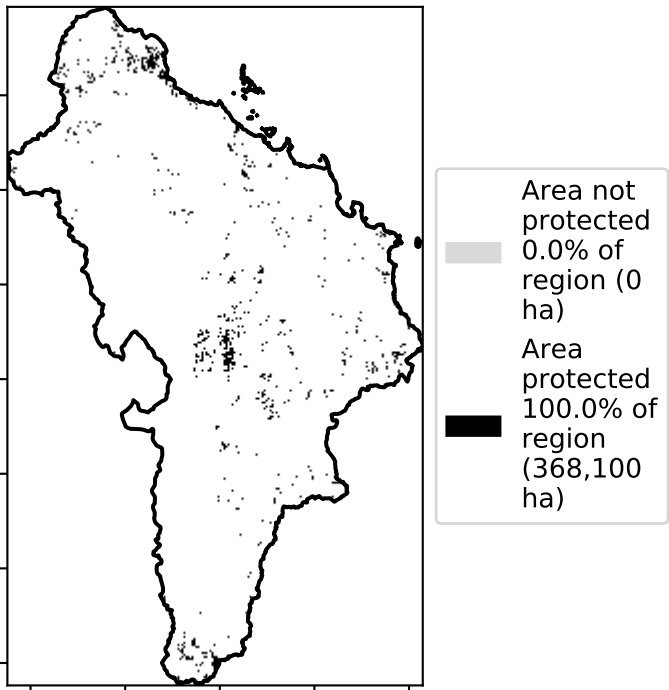 Area not
protected
0.0% of
region (0
ha)
Area
protected
100.0% of
region
(368,100
ha)